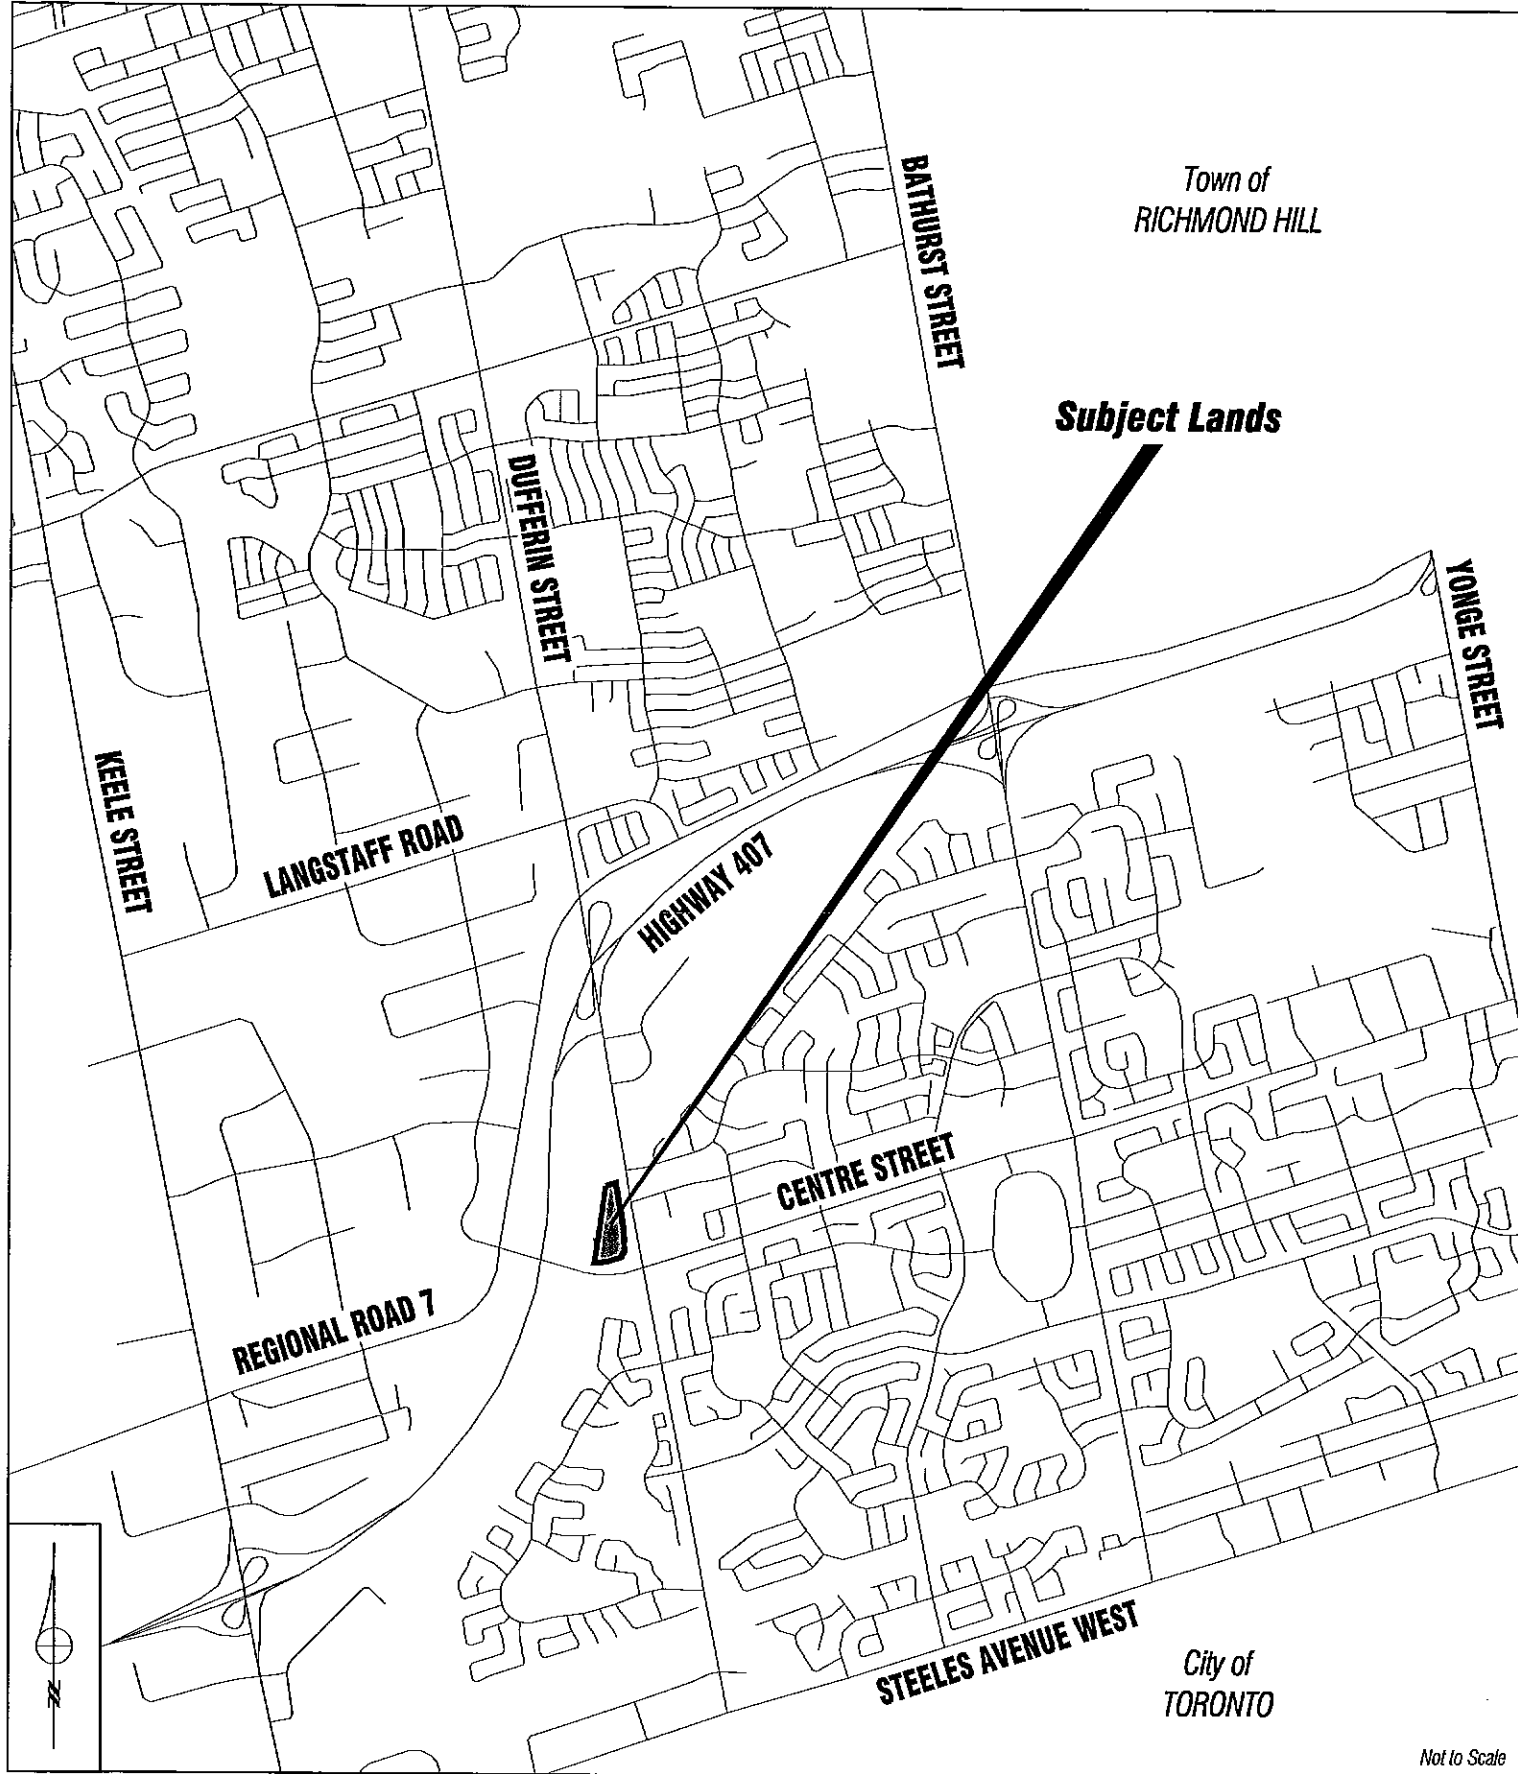 Town of
RICHMOND HILL
BATHURST STREET
Subject Lands
DUFFERIN STREET
YONGE STREET
KEELE STREET
LANGSTAFF ROAD
HIGHWAY 407
CENTRE STREET
REGIONAL ROAD 7
STEELES AVENUE WEST
City of
TORONTO
N
Not to Scale